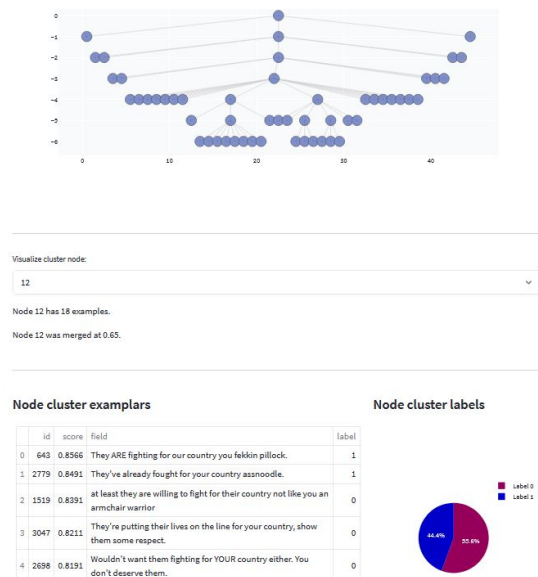 0
−1
−2
−3
−4
−5
−6
0 10 20 30 40
Visualize cluster node:
12
Node 12 has 18 examples.
Node 12 was merged at 0.65.
Node cluster examplars
Node cluster labels
id score field label
0 643 0.8566 They ARE fighting for our country you fekkin pillock. 1
1 2779 0.8491 They've already fought for your country assnoodle. 1
2 1519 0.8391 at least they are willing to fight for their country not like you an
armchair warrior 0
3 3047 0.8211 They're putting their lives on the line for your country, show
them some respect. 0
4 2698 0.8191 Wouldn't want them fighting for YOUR country either. You
don't deserve them. 0
Label 0
Label 1
44.4%
55.6%